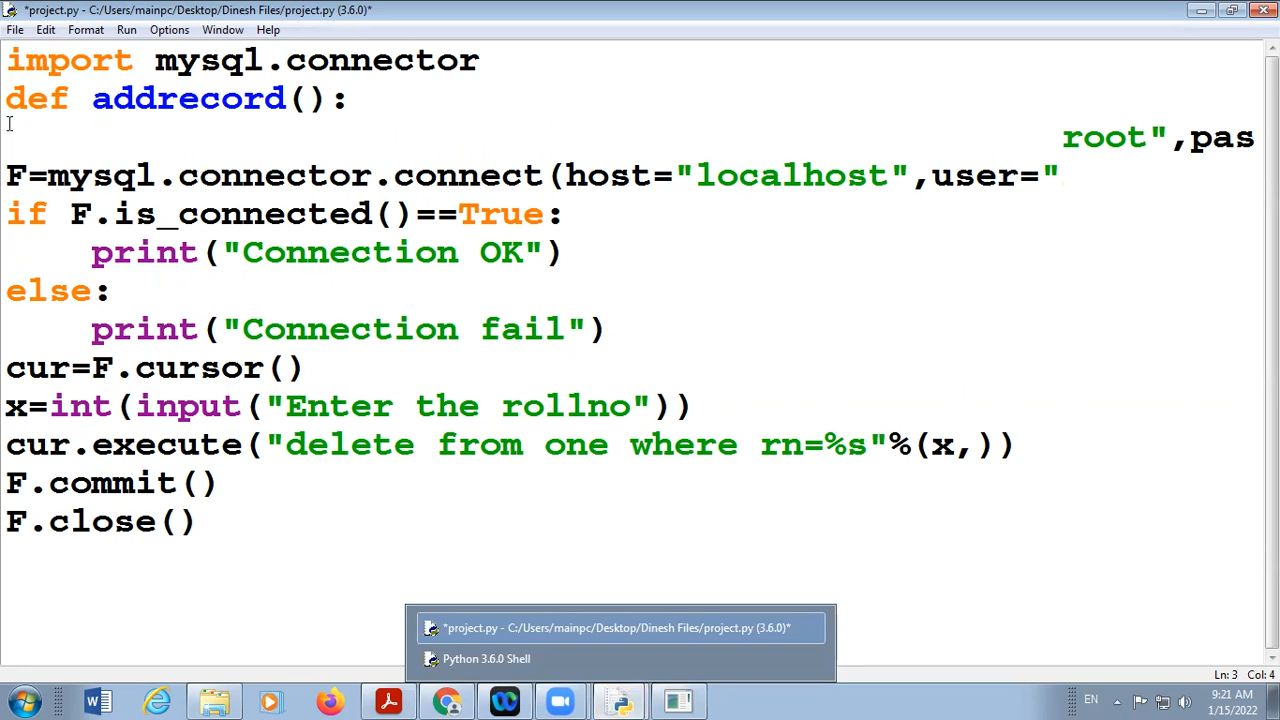 *project.py - C:/Users/mainpc/Desktop/Dinesh Files/project.py (3.6.0)*
File Edit Format Run Options Window Help
import mysql.connector
def addrecord():
root",pas
F=mysql.connector.connect(host="localhost",user="
if F.is_connected()==True:
    print("Connection OK")
else:
    print("Connection fail")
cur=F.cursor()
x=int(input("Enter the rollno"))
cur.execute("delete from one where rn=%s"%(x,))
F.commit()
F.close()
*project.py - C:/Users/mainpc/Desktop/Dinesh Files/project.py (3.6.0)*
Python 3.6.0 Shell
Ln: 3 Col: 4
EN
9:21 AM
1/15/2022